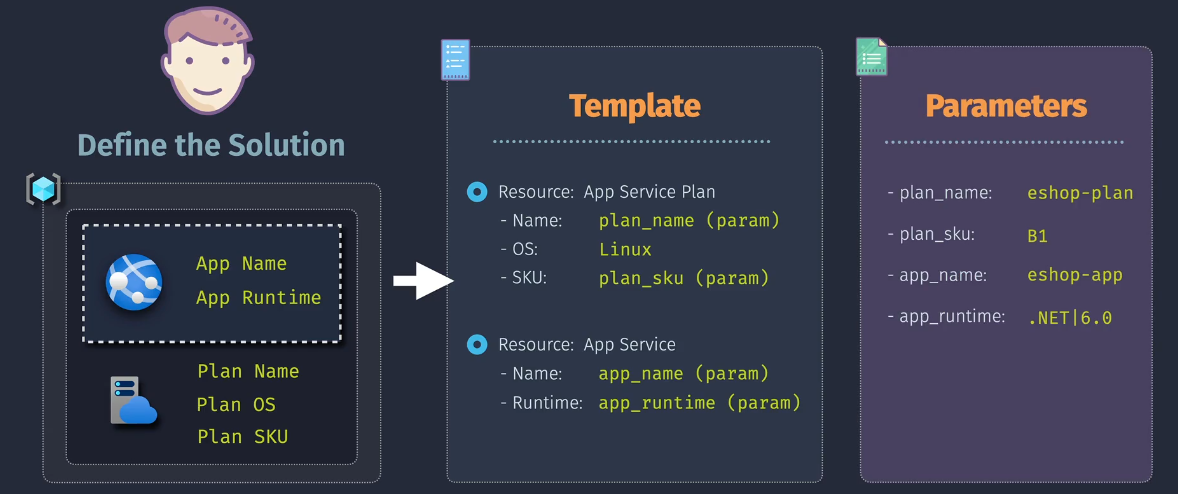 Define the Solution
App Name
App Runtime
Plan Name
Plan OS
Plan SKU
Template
Resource: App Service Plan
- Name: plan_name (param)
- OS: Linux
- SKU: plan_sku (param)
Resource: App Service
- Name: app_name (param)
- Runtime: app_runtime (param)
Parameters
- plan_name: eshop-plan
- plan_sku: B1
- app_name: eshop-app
- app_runtime: .NET|6.0